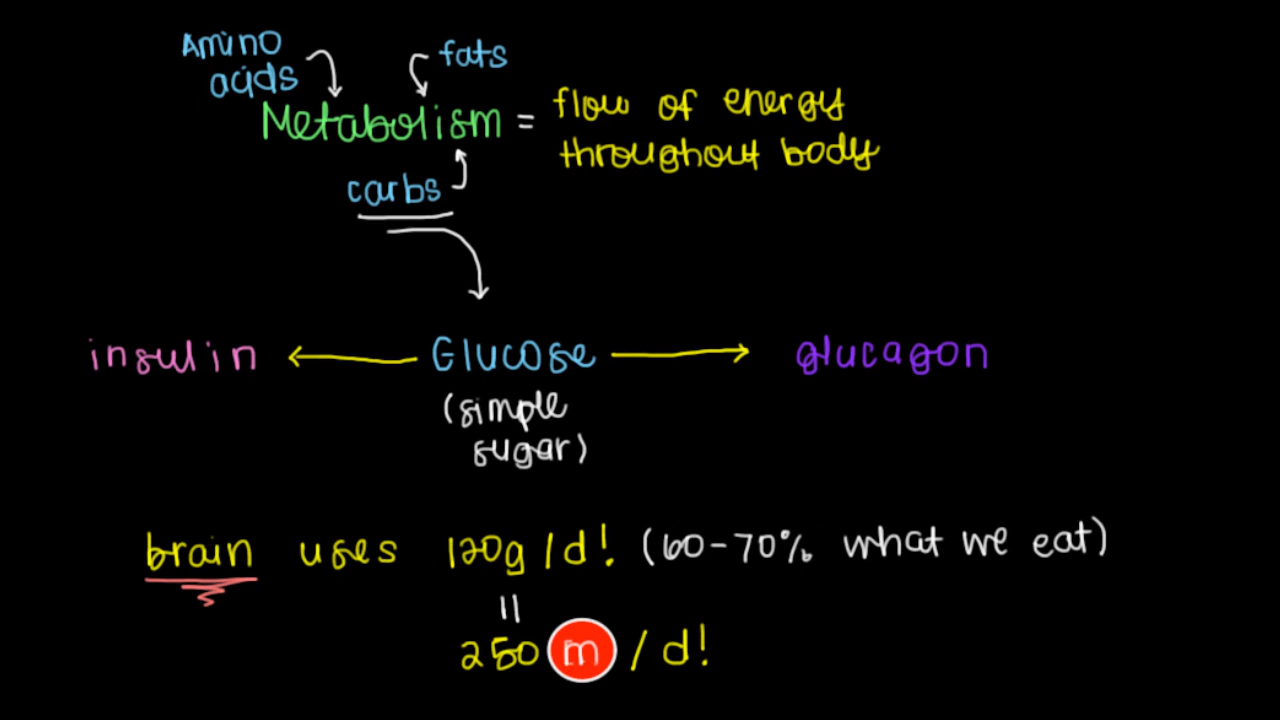 Amino
acids
fats
Metabolism = flow of energy
throughout body
carbs
insulin ← Glucose → glucagon
(simple
sugar)
brain uses 120g/d! (60-70% what we eat)
=
250 m / d!